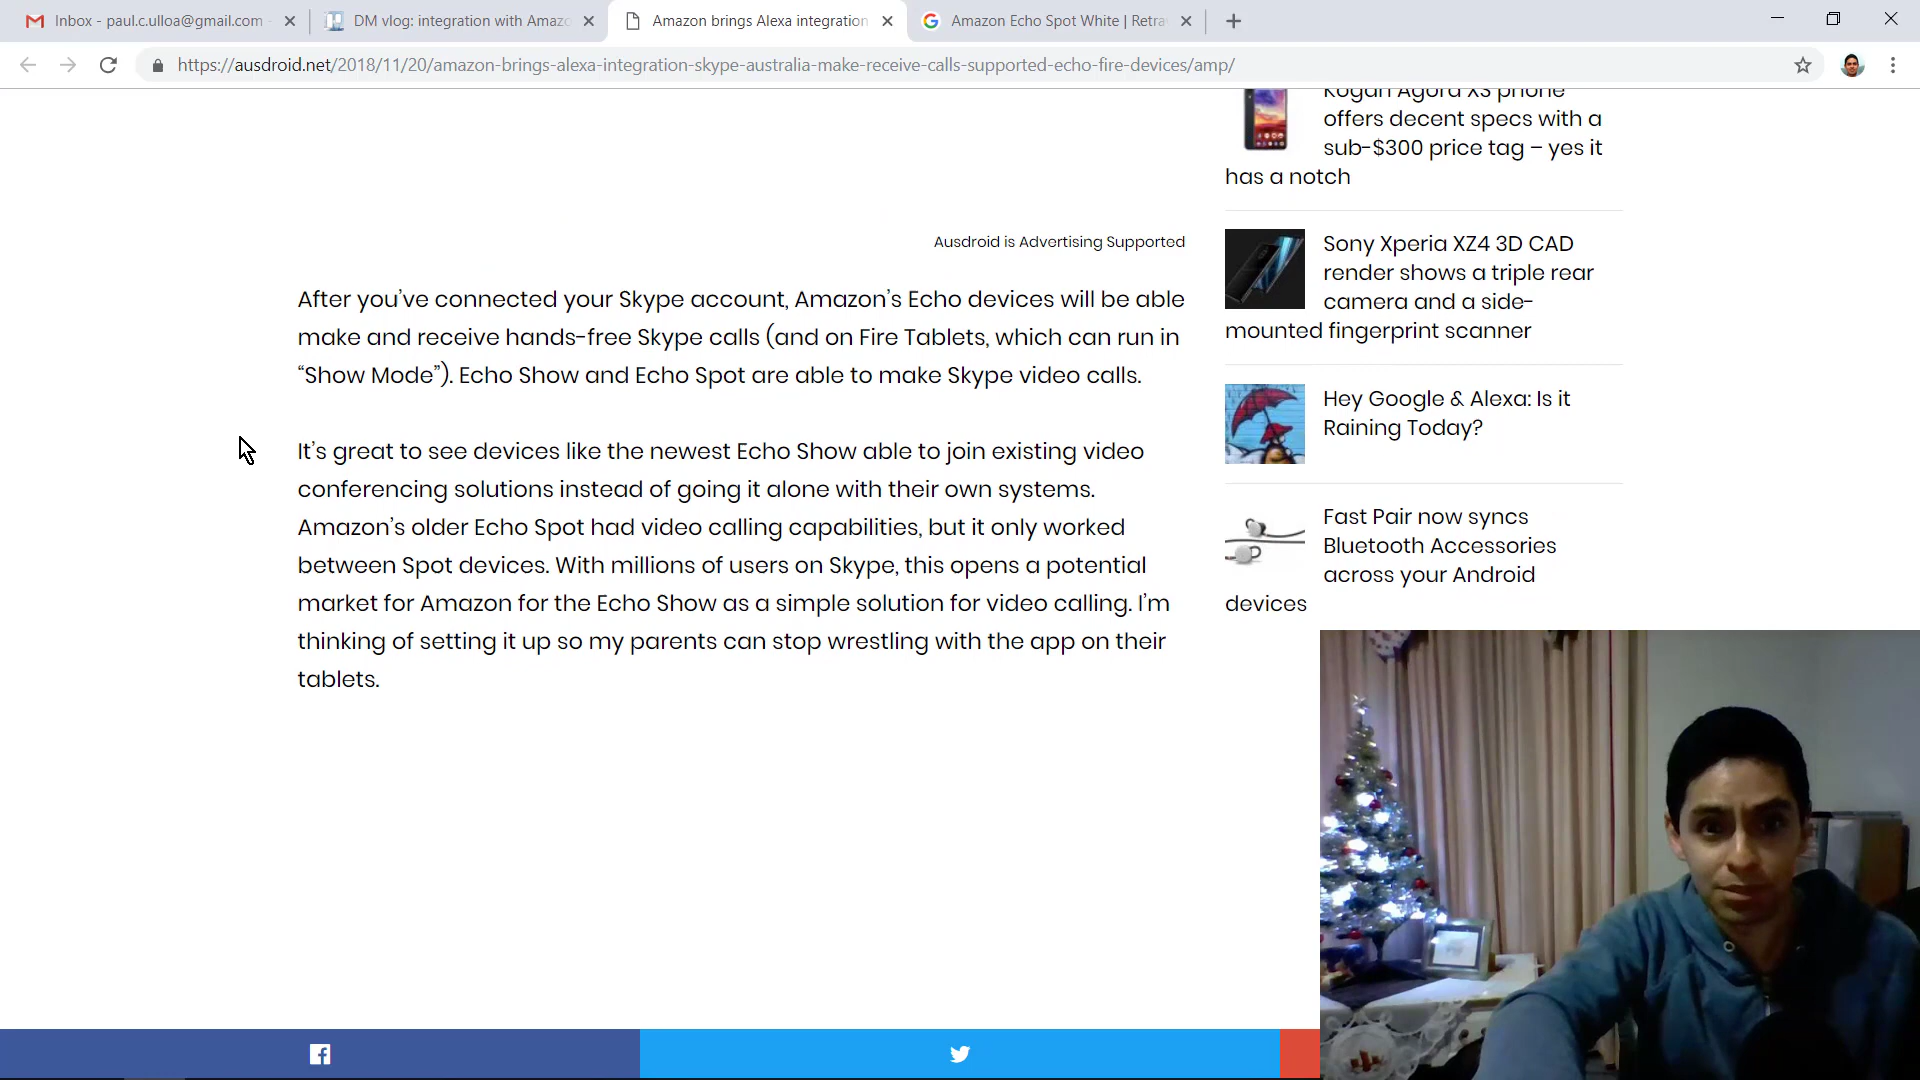 Inbox - paul.c.ulloa@gmail.com -
DM vlog: integration with Amazo
Amazon brings Alexa integration
Amazon Echo Spot White | Retra
https://ausdroid.net/2018/11/20/amazon-brings-alexa-integration-skype-australia-make-receive-calls-supported-echo-fire-devices/amp/
Ausdroid is Advertising Supported
After you’ve connected your Skype account, Amazon’s Echo devices will be able
make and receive hands-free Skype calls (and on Fire Tablets, which can run in
“Show Mode”). Echo Show and Echo Spot are able to make Skype video calls.
It’s great to see devices like the newest Echo Show able to join existing video
conferencing solutions instead of going it alone with their own systems.
Amazon’s older Echo Spot had video calling capabilities, but it only worked
between Spot devices. With millions of users on Skype, this opens a potential
market for Amazon for the Echo Show as a simple solution for video calling. I’m
thinking of setting it up so my parents can stop wrestling with the app on their
tablets.
Kogan Agora XS phone
offers decent specs with a
sub-$300 price tag – yes it
has a notch
Sony Xperia XZ4 3D CAD
render shows a triple rear
camera and a side-
mounted fingerprint scanner
Hey Google & Alexa: Is it
Raining Today?
Fast Pair now syncs
Bluetooth Accessories
across your Android
devices